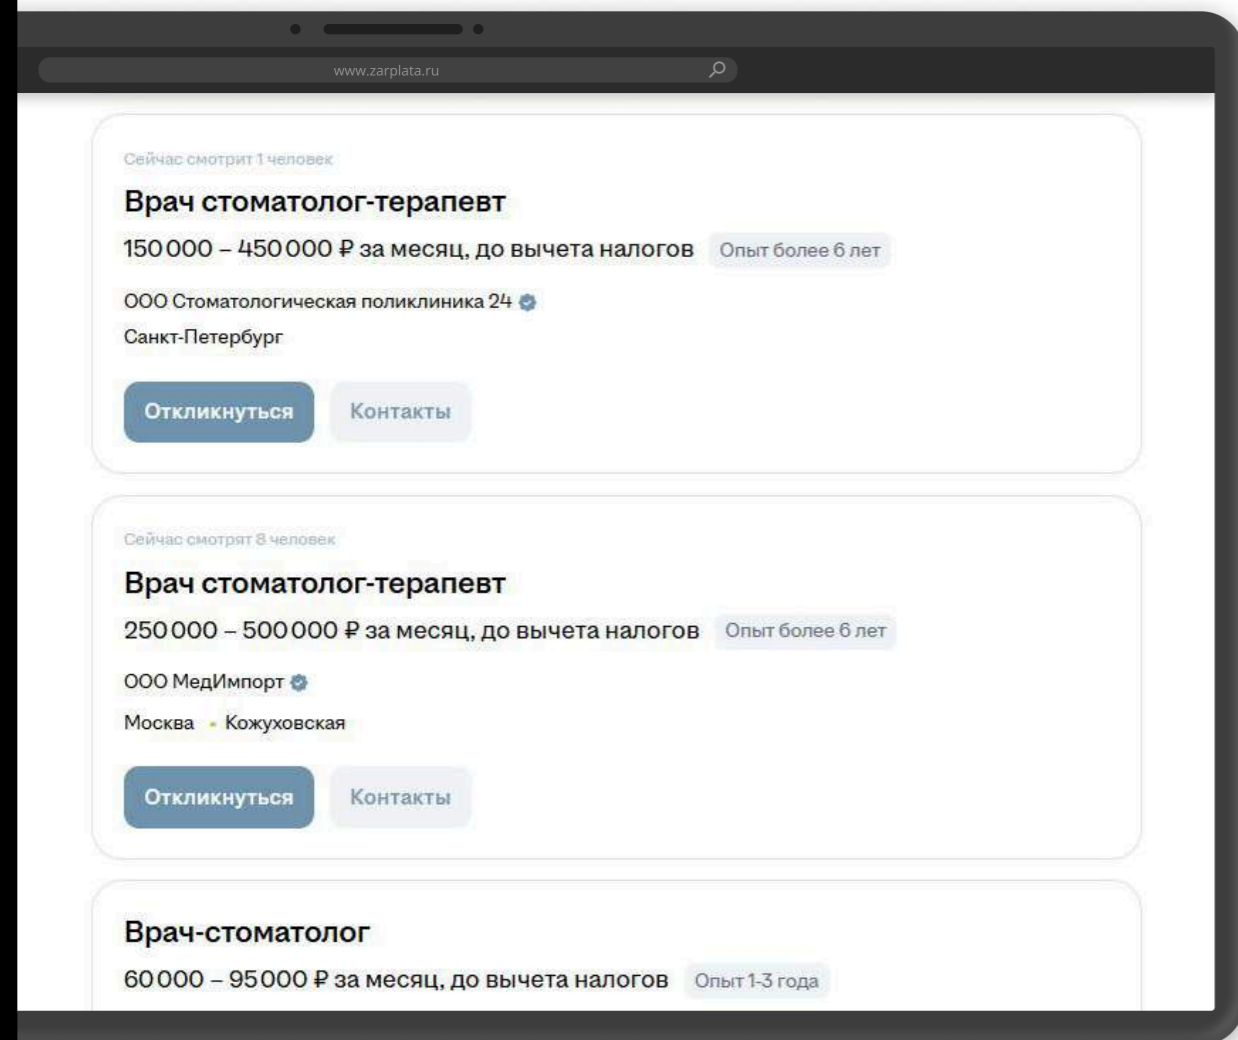 www.zarplata.ru
Сейчас смотрит 1 человек
Врач стоматолог-терапевт
150 000 – 450 000 ₽ за месяц, до вычета налогов Опыт более 6 лет
ООО Стоматологическая поликлиника 24
Санкт-Петербург
Откликнуться Контакты
Сейчас смотрят 8 человек
Врач стоматолог-терапевт
250 000 – 500 000 ₽ за месяц, до вычета налогов Опыт более 6 лет
ООО МедИмпорт
Москва • Кожуховская
Откликнуться Контакты
Врач-стоматолог
60 000 – 95 000 ₽ за месяц, до вычета налогов Опыт 1-3 года